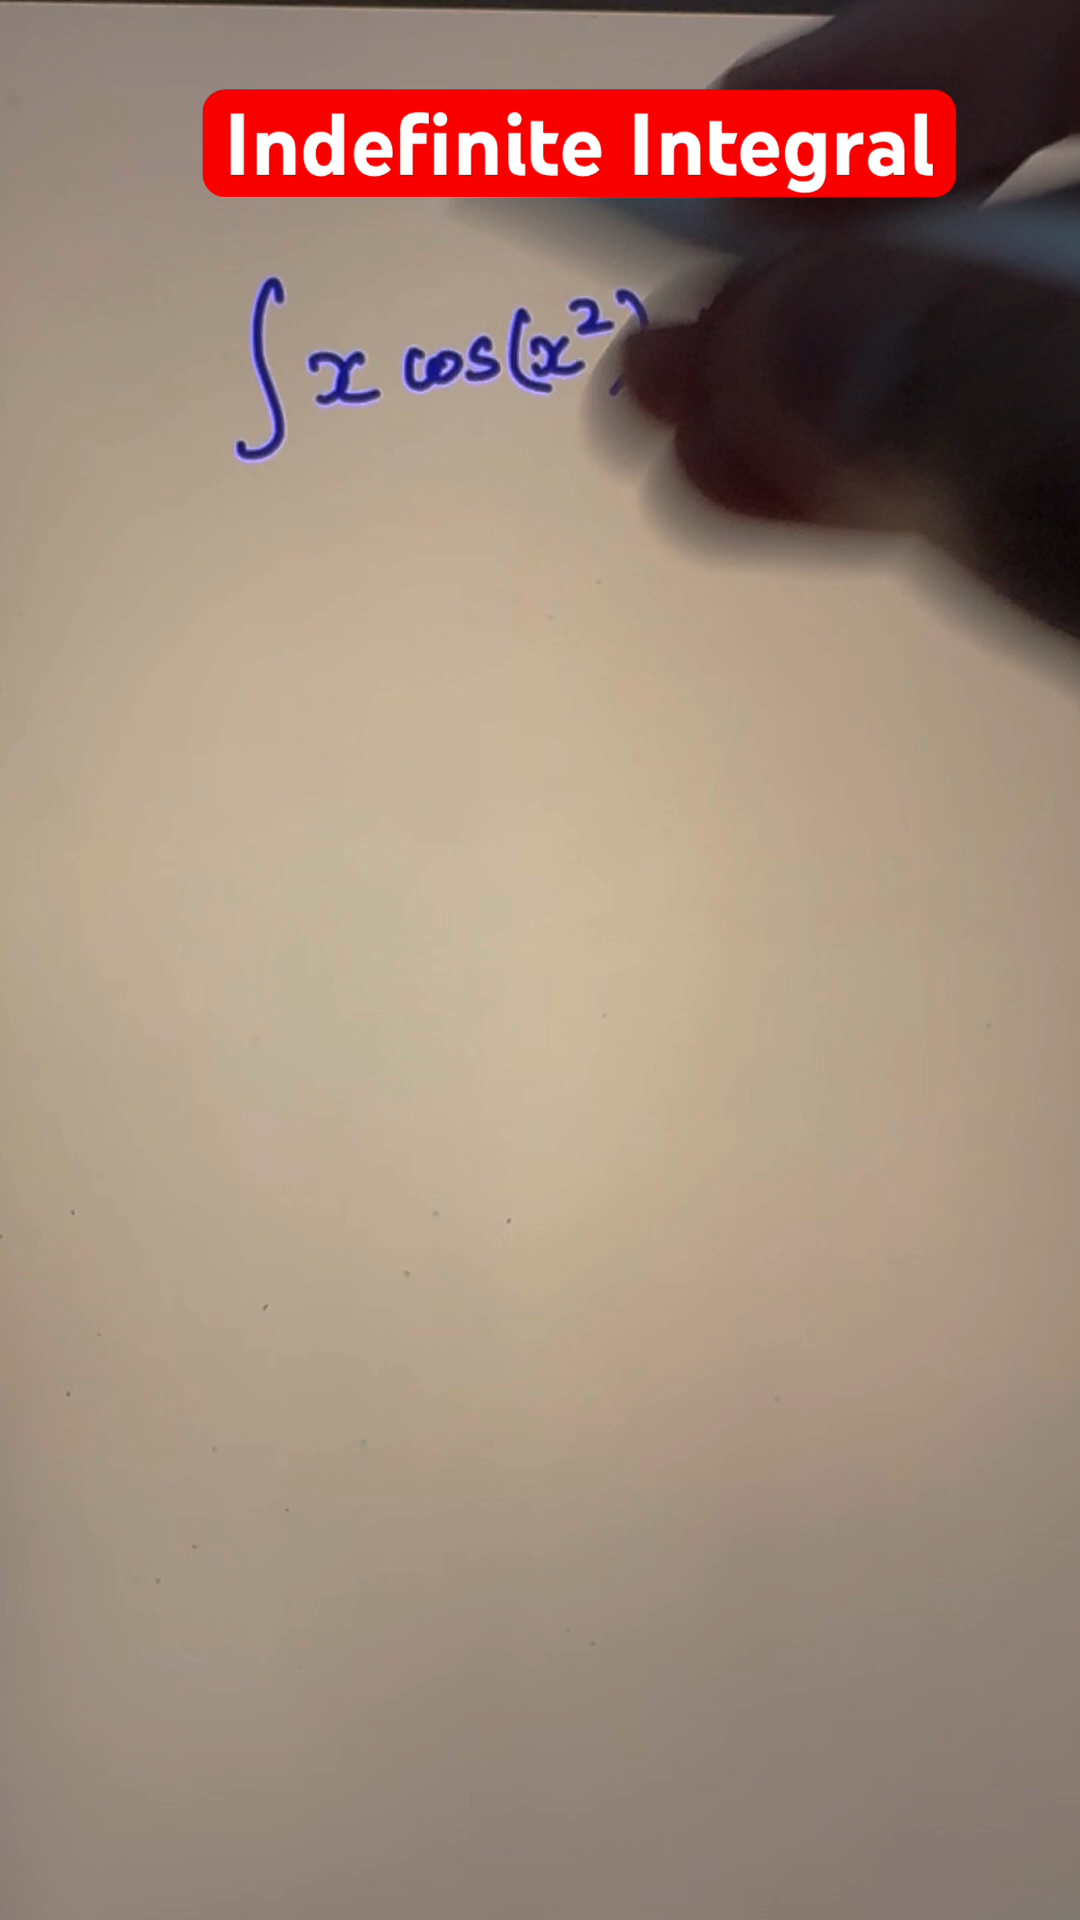 Indefinite Integral
∫ x cos(x²)